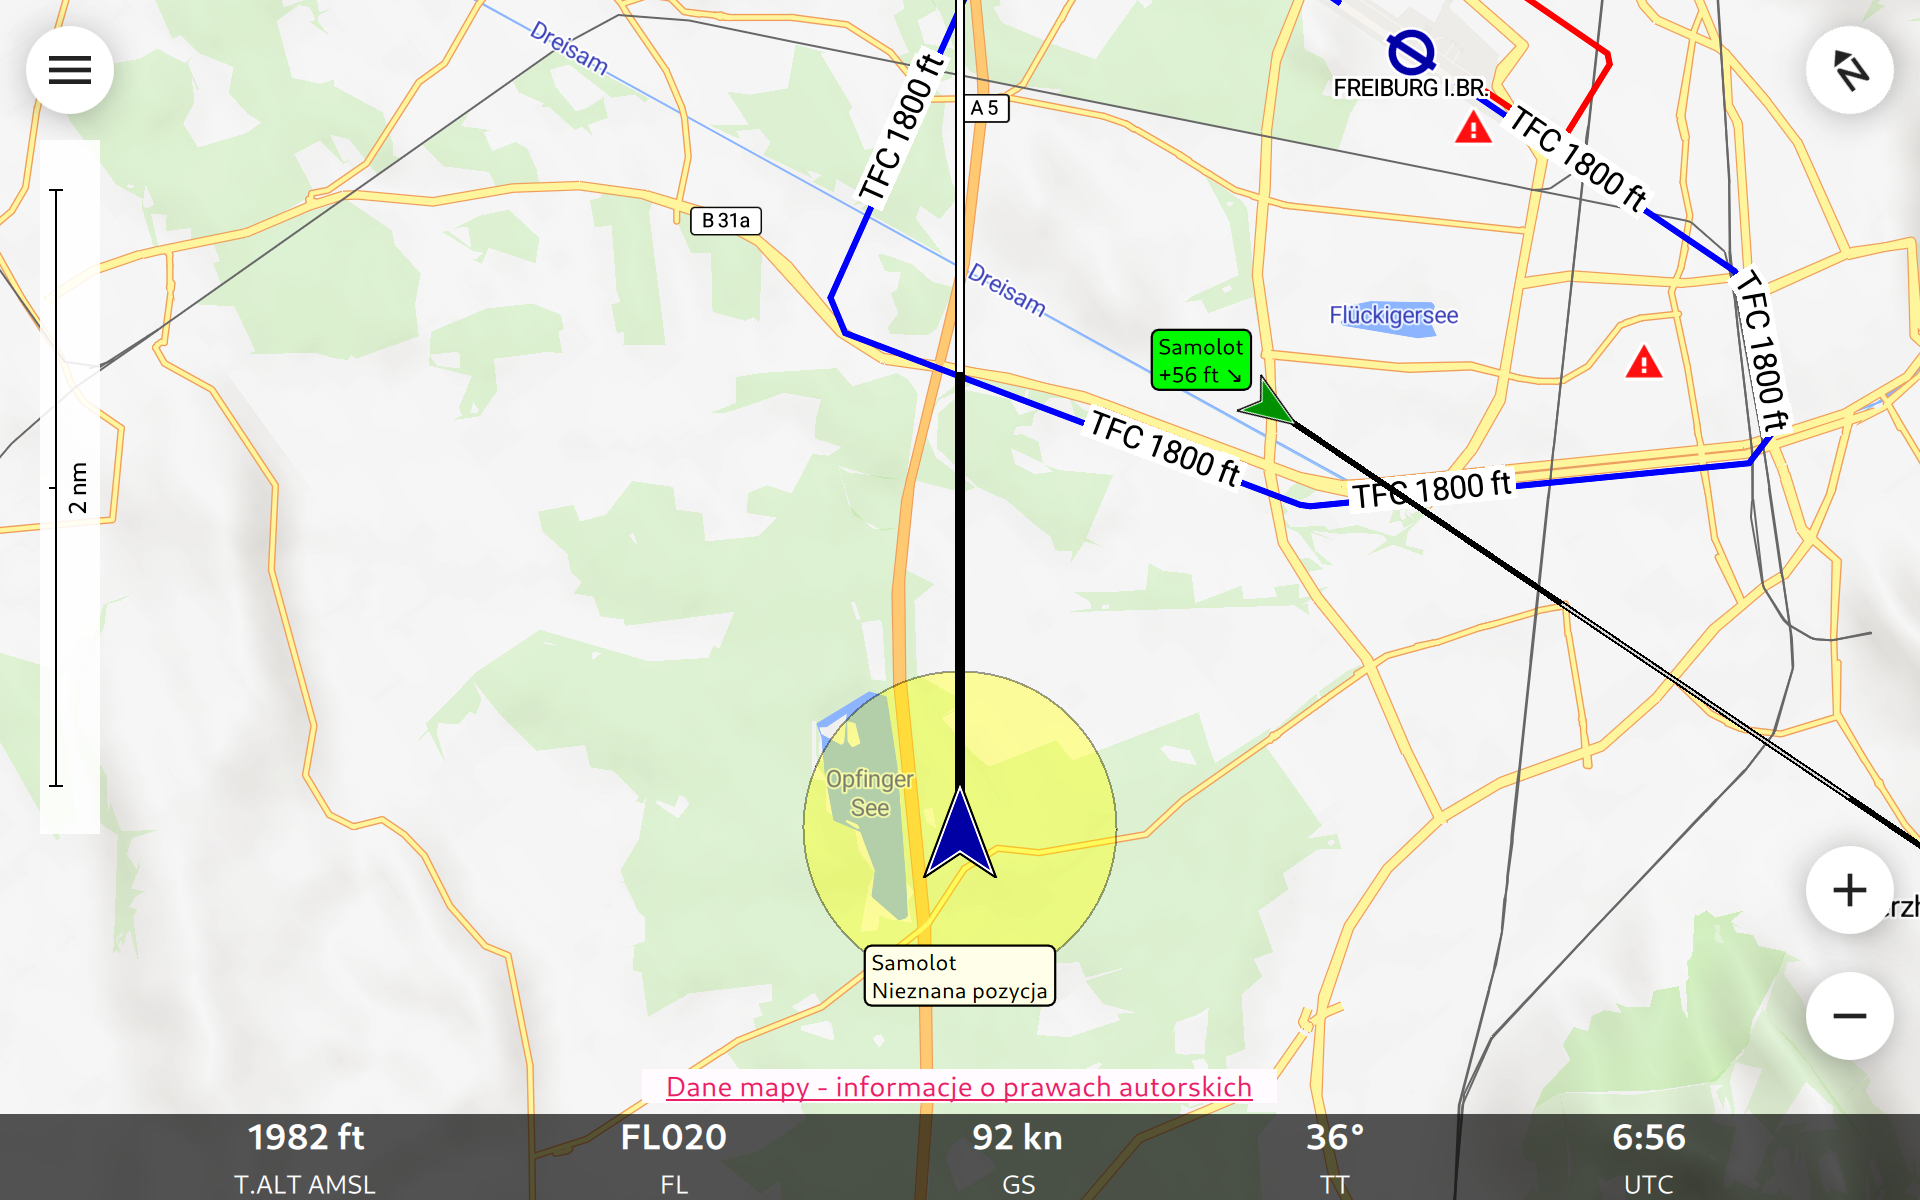 Dreisam
TFC 1800 ft
A 5
FREIBURG I.BR.
TFC 1800 ft
B 31a
Dreisam
Flückigersee
TFC 1800 ft
Samolot
+56 ft ↘
TFC 1800 ft
TFC 1800 ft
2 nm
Opfinger
See
Samolot
Nieznana pozycja
Dane mapy - informacje o prawach autorskich
1982 ft
T.ALT AMSL
FL020
FL
92 kn
GS
36°
TT
6:56
UTC
N